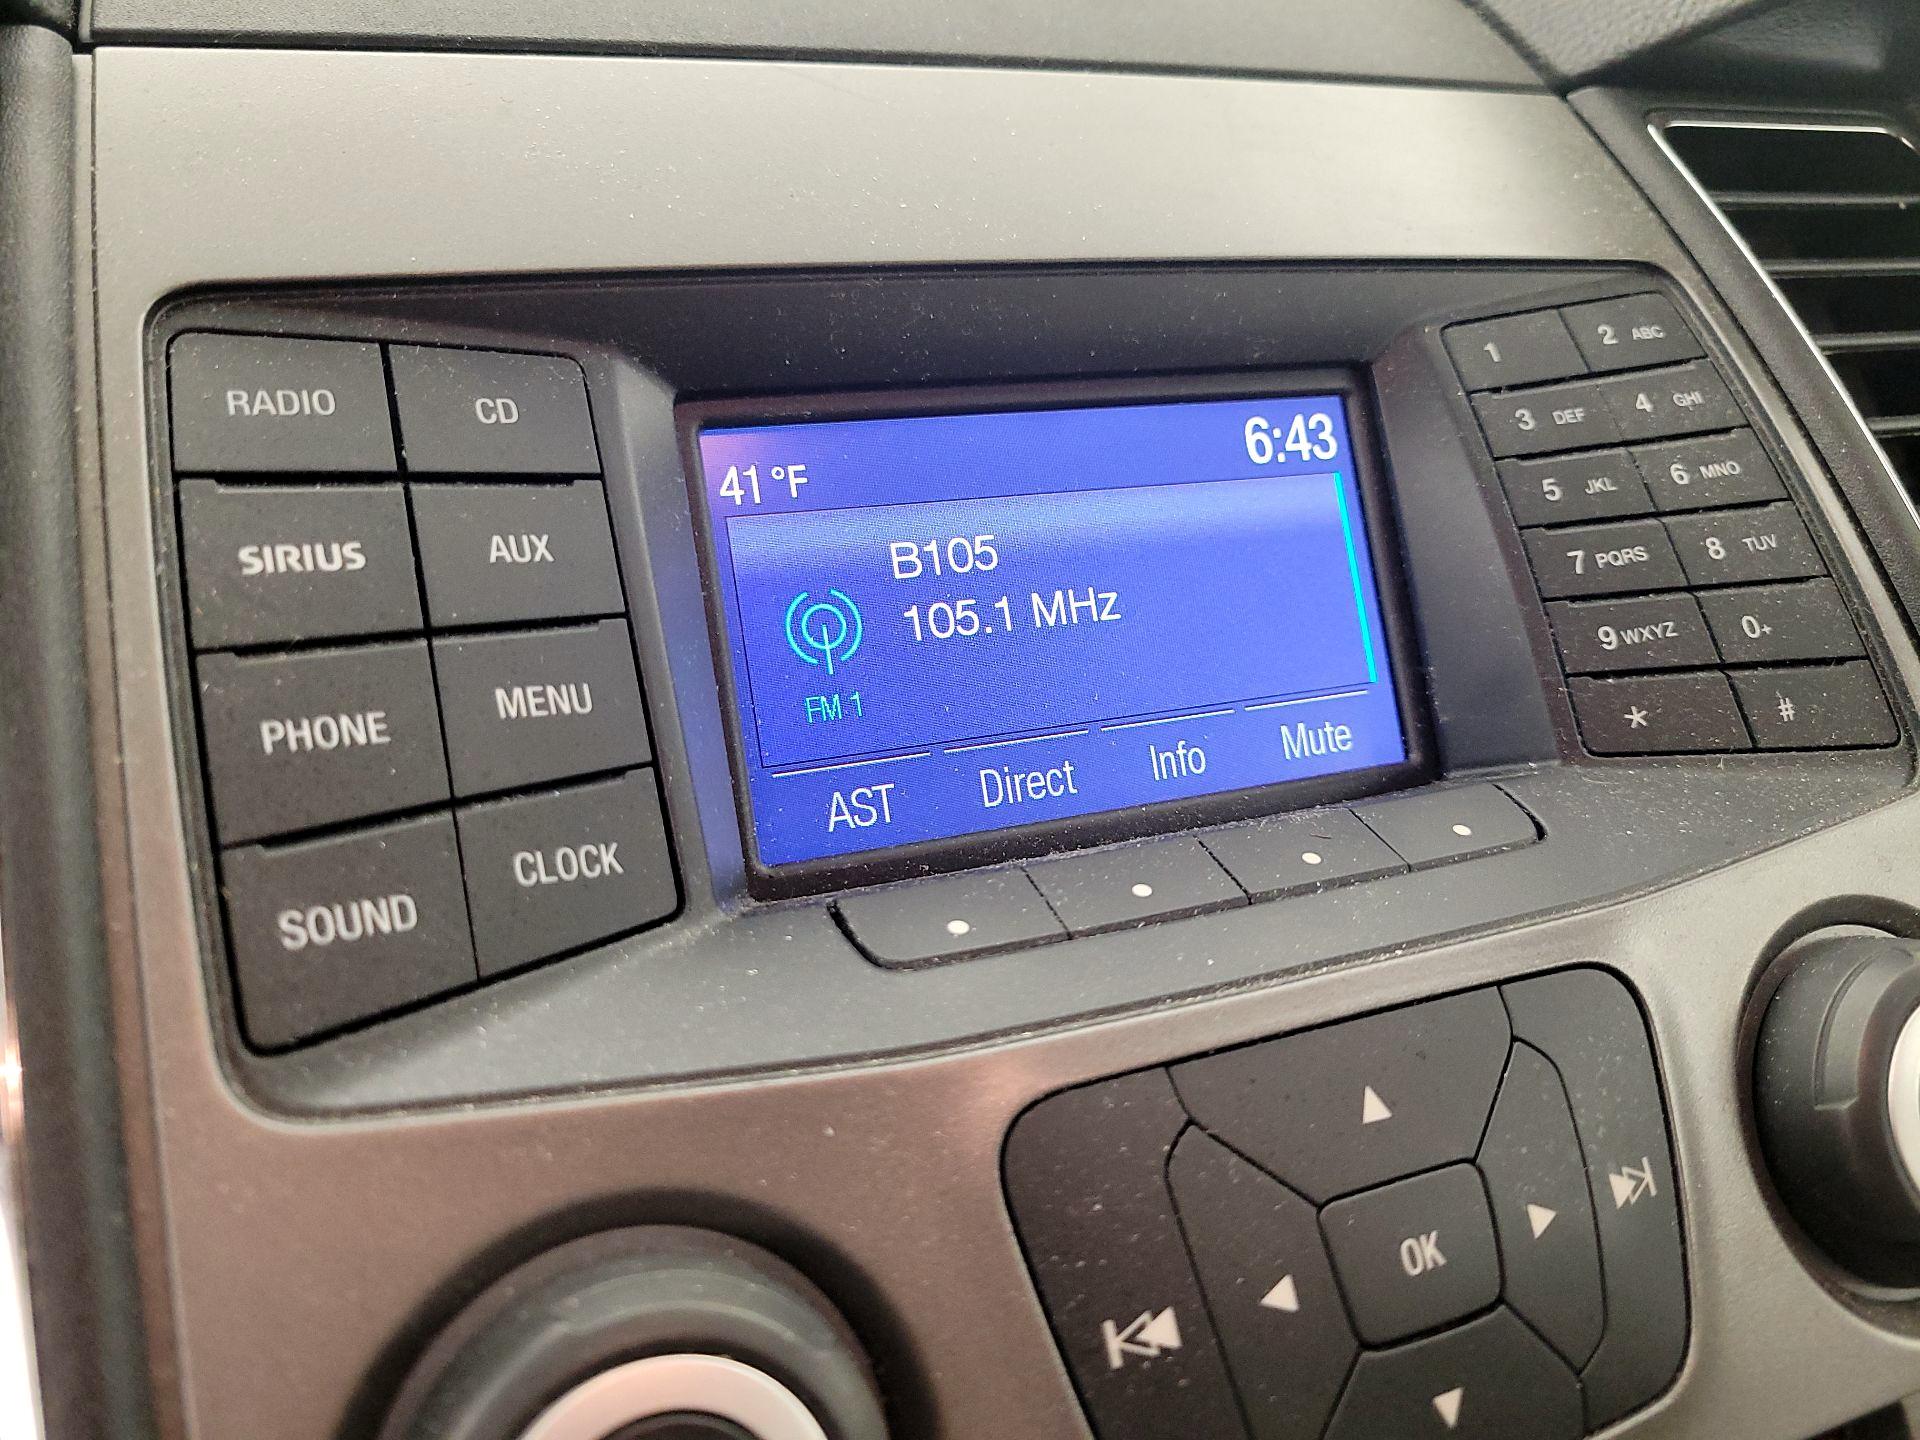 RADIO CD
SIRIUS AUX
PHONE MENU
SOUND CLOCK
41°F 6:43
B105
105.1 MHz
FM 1
AST Direct Info Mute
1 2 ABC
3 DEF 4 GHI
5 JKL 6 MNO
7 PQRS 8 TUV
9 WXYZ 0+
* #
OK